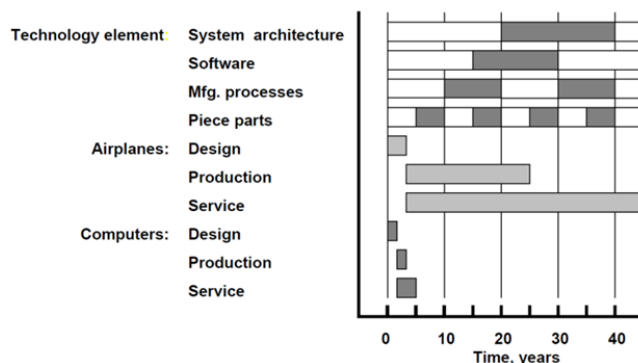 Technology element: System architecture
Software
Mfg. processes
Piece parts
Airplanes: Design
Production
Service
Computers: Design
Production
Service
0 10 20 30 40
Time, years